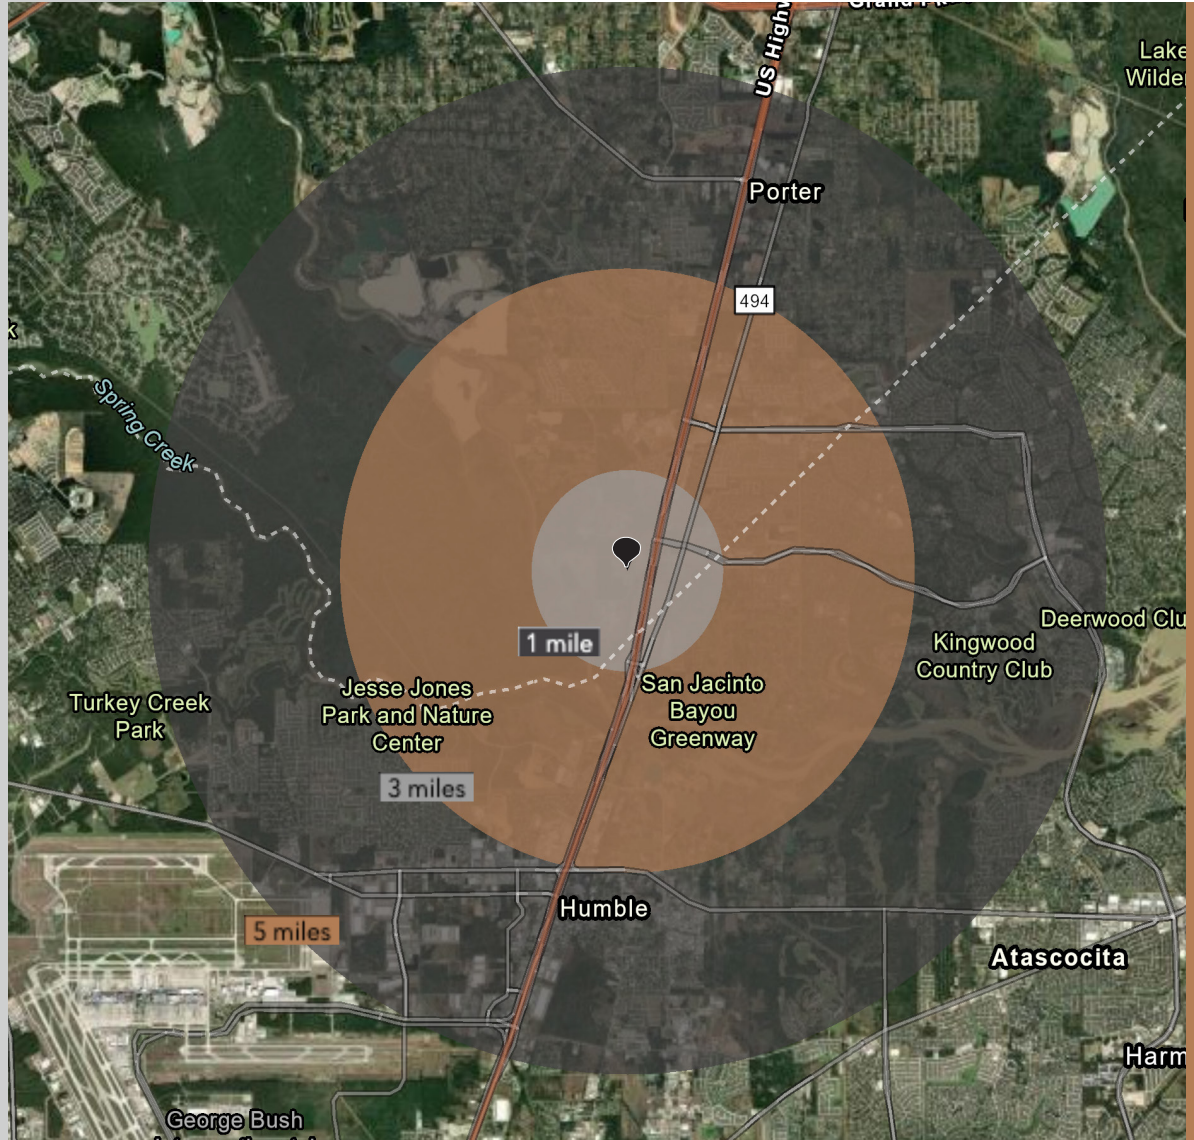 US Highw
Lake
Wilder
Porter
494
k
Spring Creek
1 mile
Deerwood Clu
Kingwood
Country Club
San Jacinto
Bayou
Greenway
Jesse Jones
Park and Nature
Center
Turkey Creek
Park
3 miles
Humble
5 miles
Atascocita
Harm
George Bush